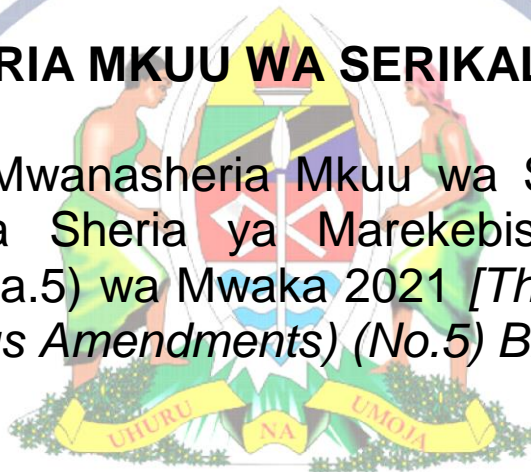 RIA MKUU WA SERIKAL
Mwanasheria Mkuu wa S
a Sheria ya Marekebis
a.5) wa Mwaka 2021 [Th
us Amendments) (No.5) B
UHURU NA UMOJA